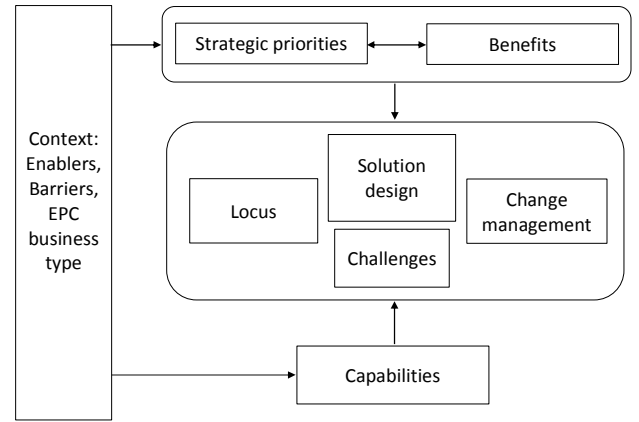 Strategic priorities
Benefits
Context:
Enablers,
Barriers,
EPC
business
type
Solution
design
Locus
Change
management
Challenges
Capabilities